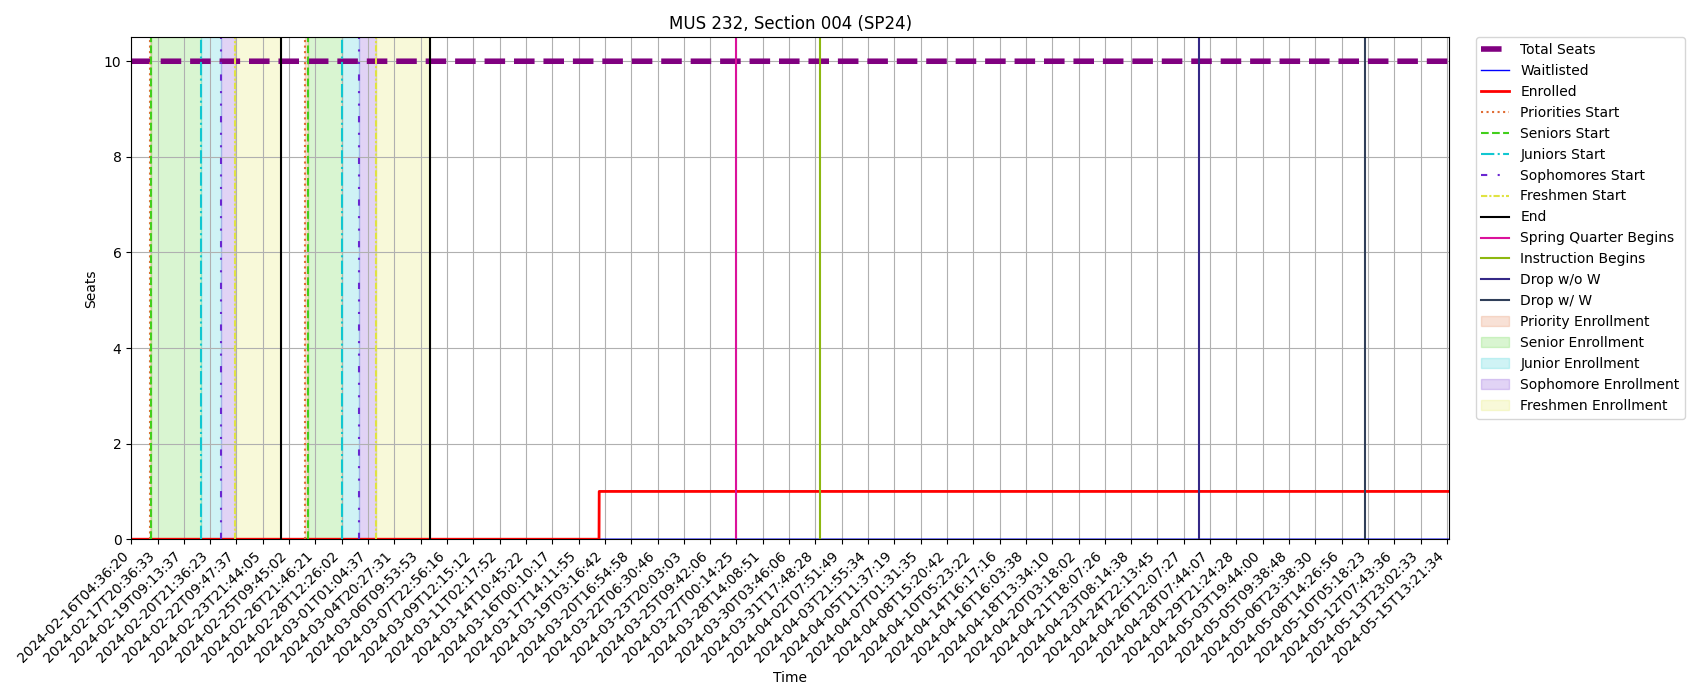 MUS 232, Section 004 (SP24)
Seats
10
8
6
4
2
0
2024-02-16T04:36:20
2024-02-17T20:36:33
2024-02-19T09:13:37
2024-02-20T21:36:23
2024-02-22T09:47:37
2024-02-23T21:44:05
2024-02-25T09:45:02
2024-02-26T21:46:21
2024-02-28T12:26:02
2024-03-01T01:04:37
2024-03-04T20:27:31
2024-03-06T09:53:53
2024-03-07T22:56:16
2024-03-09T12:15:12
2024-03-11T02:17:52
2024-03-14T10:45:22
2024-03-16T00:10:17
2024-03-17T14:11:55
2024-03-19T03:16:42
2024-03-20T16:54:58
2024-03-22T06:30:46
2024-03-23T20:03:03
2024-03-25T09:42:06
2024-03-27T00:14:25
2024-03-28T14:08:51
2024-03-30T03:46:06
2024-03-31T17:48:28
2024-04-02T07:51:49
2024-04-03T21:55:34
2024-04-05T11:37:19
2024-04-07T01:31:35
2024-04-08T15:20:42
2024-04-10T05:23:22
2024-04-14T16:17:16
2024-04-16T16:03:38
2024-04-18T13:34:10
2024-04-20T03:18:02
2024-04-21T18:07:26
2024-04-23T08:14:38
2024-04-24T22:13:45
2024-04-26T12:07:27
2024-04-28T07:44:07
2024-04-29T21:24:28
2024-05-03T19:44:00
2024-05-05T09:38:48
2024-05-06T23:38:30
2024-05-08T14:26:56
2024-05-10T05:18:23
2024-05-12T07:43:36
2024-05-13T23:02:33
2024-05-15T13:21:34
Time
Total Seats
Waitlisted
Enrolled
Priorities Start
Seniors Start
Juniors Start
Sophomores Start
Freshmen Start
End
Spring Quarter Begins
Instruction Begins
Drop w/o W
Drop w/ W
Priority Enrollment
Senior Enrollment
Junior Enrollment
Sophomore Enrollment
Freshmen Enrollment